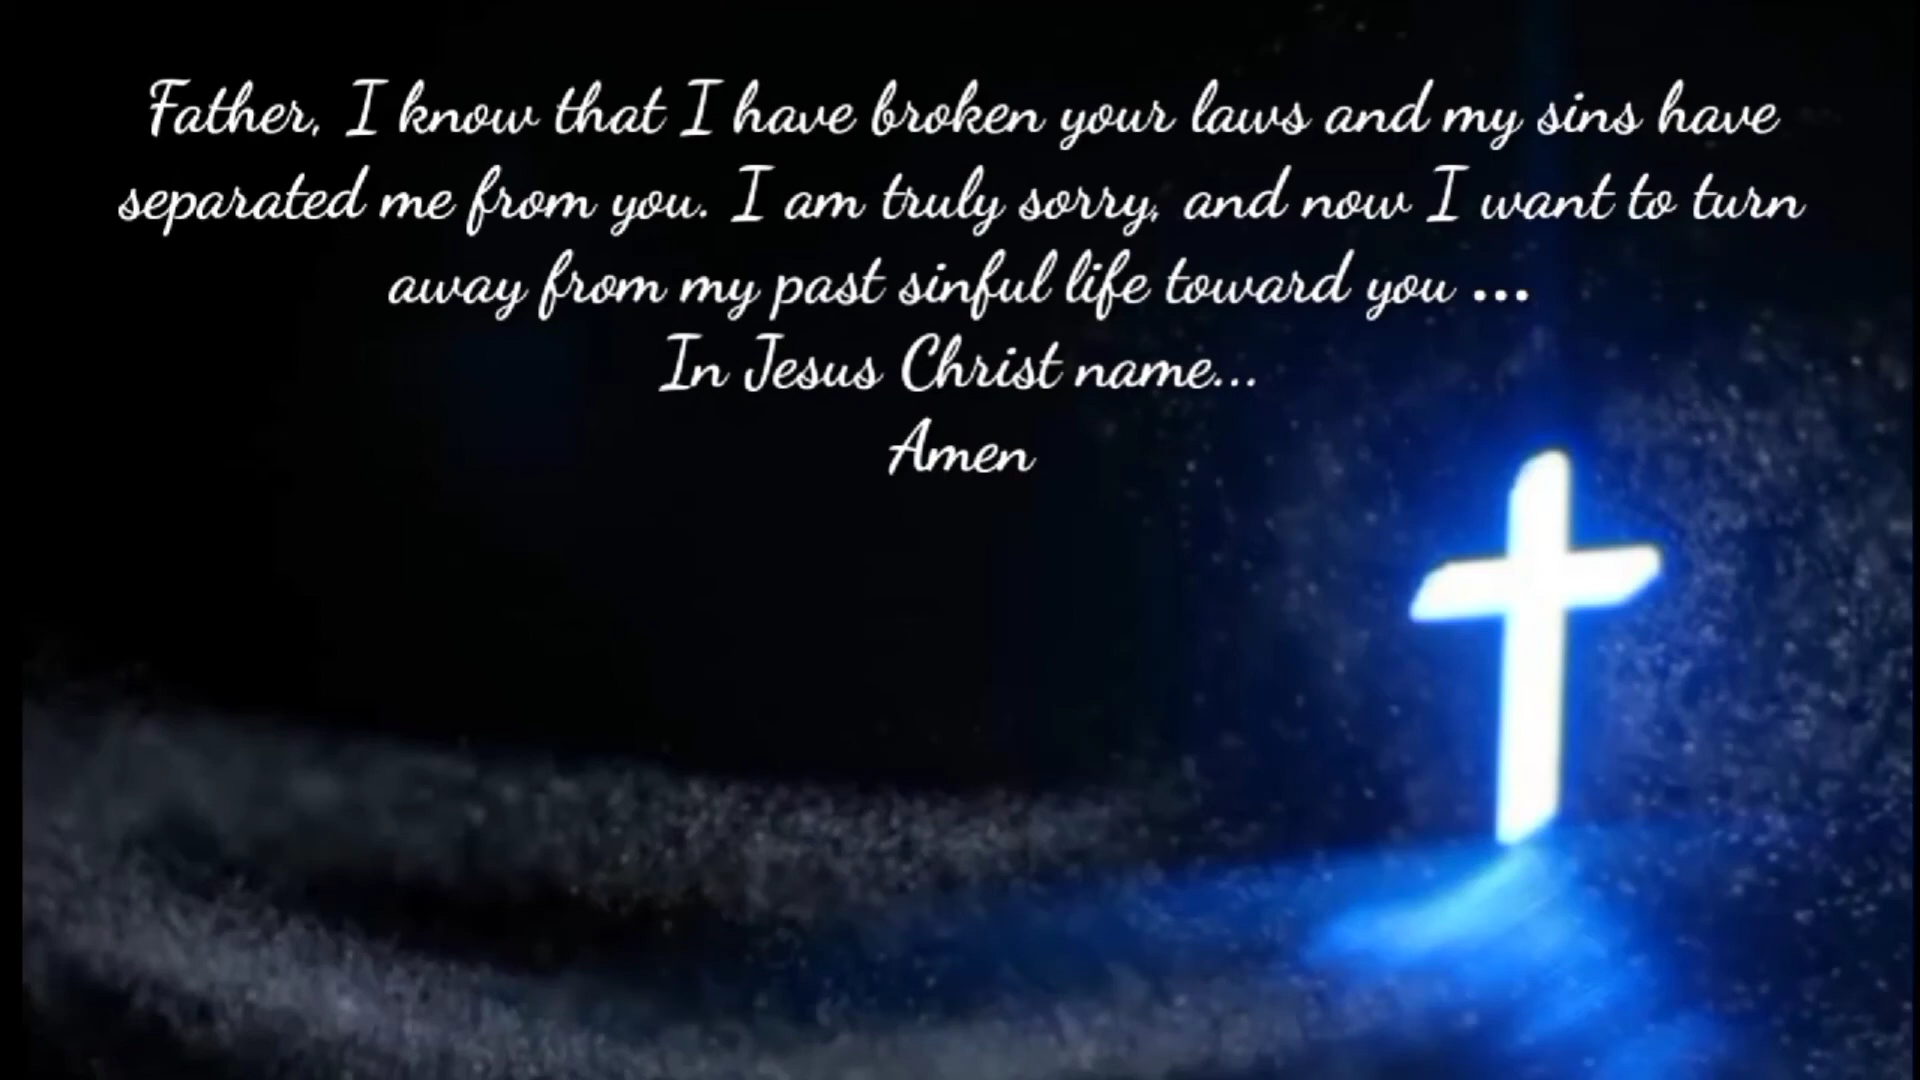 Father, I know that I have broken your laws and my sins have
separated me from you. I am truly sorry, and now I want to turn
away from my past sinful life toward you ...
In Jesus Christ name...
Amen